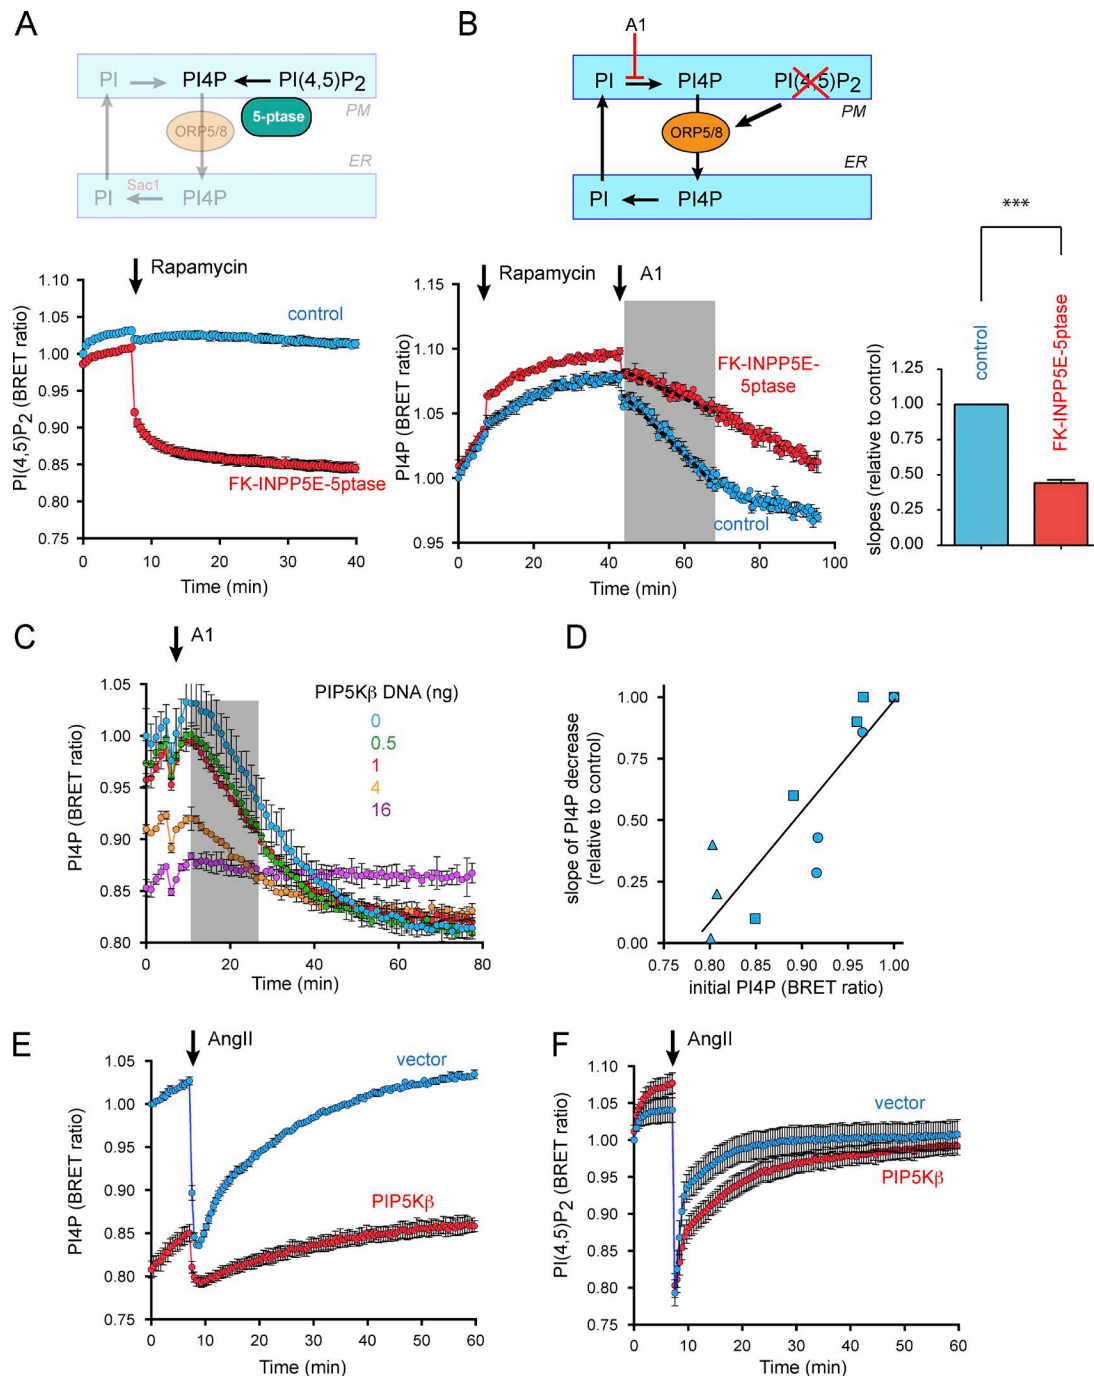 A
PI
PI4P
PI(4,5)P2
5-ptase
PM
ORP5/8
ER
PI
Sac1
PI4P
B
A1
PI
PI4P
PI(4,5)P2
PM
ORP5/8
ER
PI
PI4P
Rapamycin
control
FK-INPP5E-5ptase
PI(4,5)P2 (BRET ratio)
1.10
1.05
1.00
0.95
0.90
0.85
0.80
0.75
0
10
20
30
40
Time (min)
Rapamycin
A1
FK-INPP5E-
5ptase
control
PI4P (BRET ratio)
1.15
1.10
1.05
1.00
0.95
0
20
40
60
80
100
Time (min)
***
control
FK-INPP5E-5ptase
slopes (relative to control)
1.25
1.00
0.75
0.50
0.25
0.00
C
A1
PIP5Kβ DNA (ng)
0
0.5
1
4
16
PI4P (BRET ratio)
1.05
1.00
0.95
0.90
0.85
0.80
0
20
40
60
80
Time (min)
D
slope of PI4P decrease
(relative to control)
1.00
0.75
0.50
0.25
0.00
0.75
0.80
0.85
0.90
0.95
1.00
initial PI4P (BRET ratio)
E
AngII
vector
PIP5Kβ
PI4P (BRET ratio)
1.05
1.00
0.95
0.90
0.85
0.80
0.75
0
10
20
30
40
50
60
Time (min)
F
AngII
vector
PIP5Kβ
PI(4,5)P2 (BRET ratio)
1.10
1.05
1.00
0.95
0.90
0.85
0.80
0.75
0
10
20
30
40
50
60
Time (min)